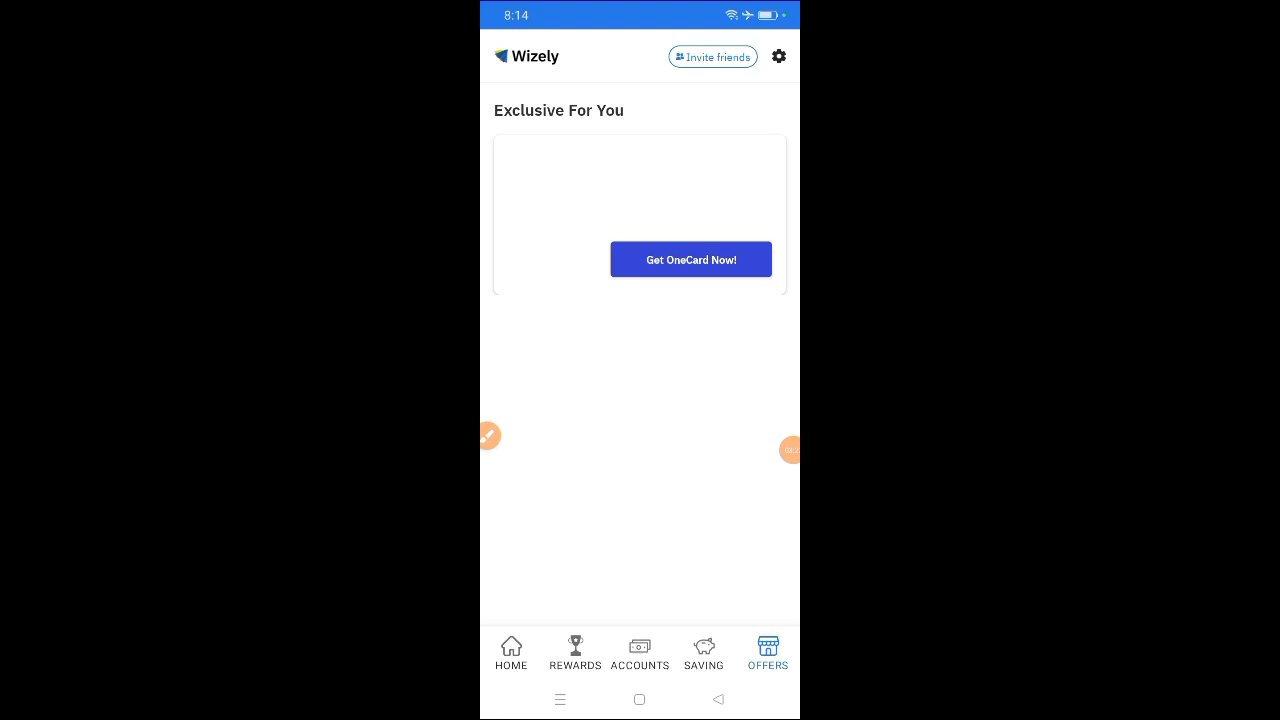 8:14
Wizely
Invite friends
Exclusive For You
Get OneCard Now!
HOME
REWARDS
ACCOUNTS
SAVING
OFFERS